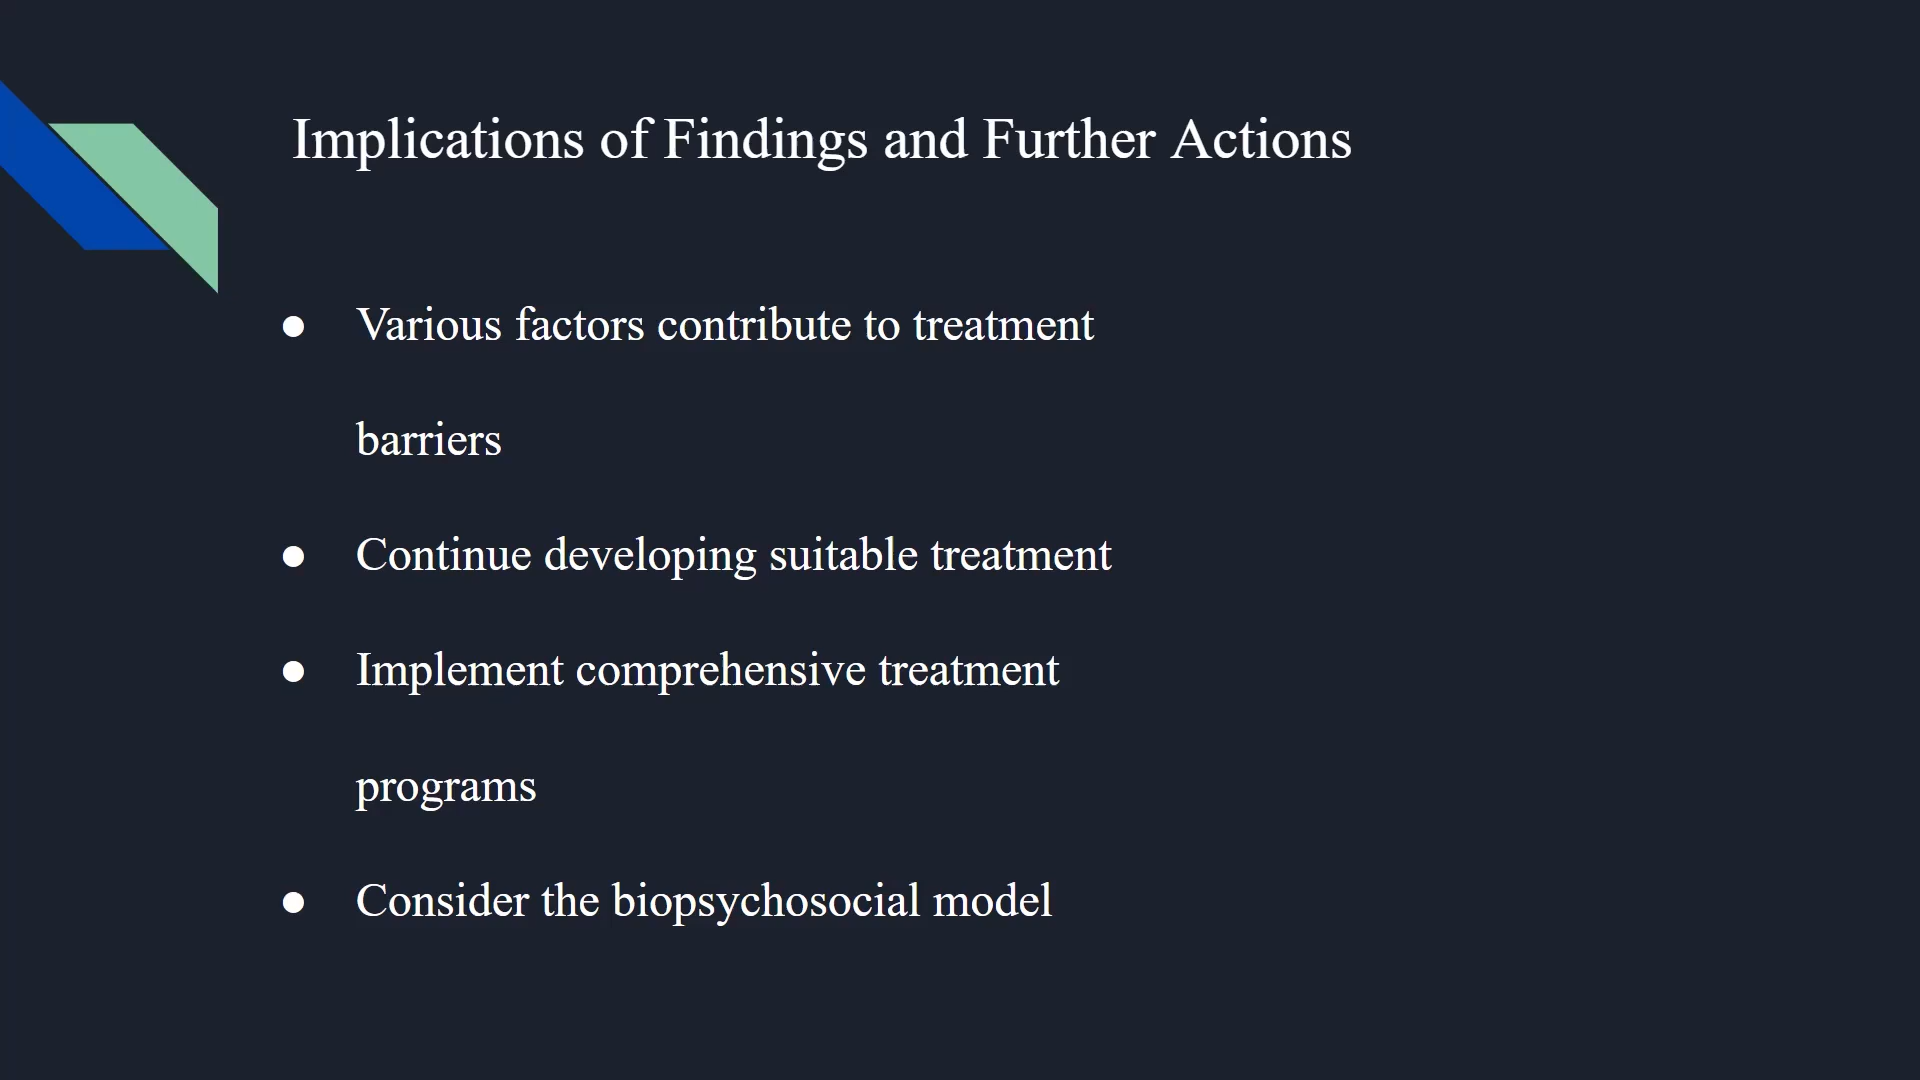 Implications of Findings and Further Actions
● Various factors contribute to treatment
barriers
● Continue developing suitable treatment
● Implement comprehensive treatment
programs
● Consider the biopsychosocial model